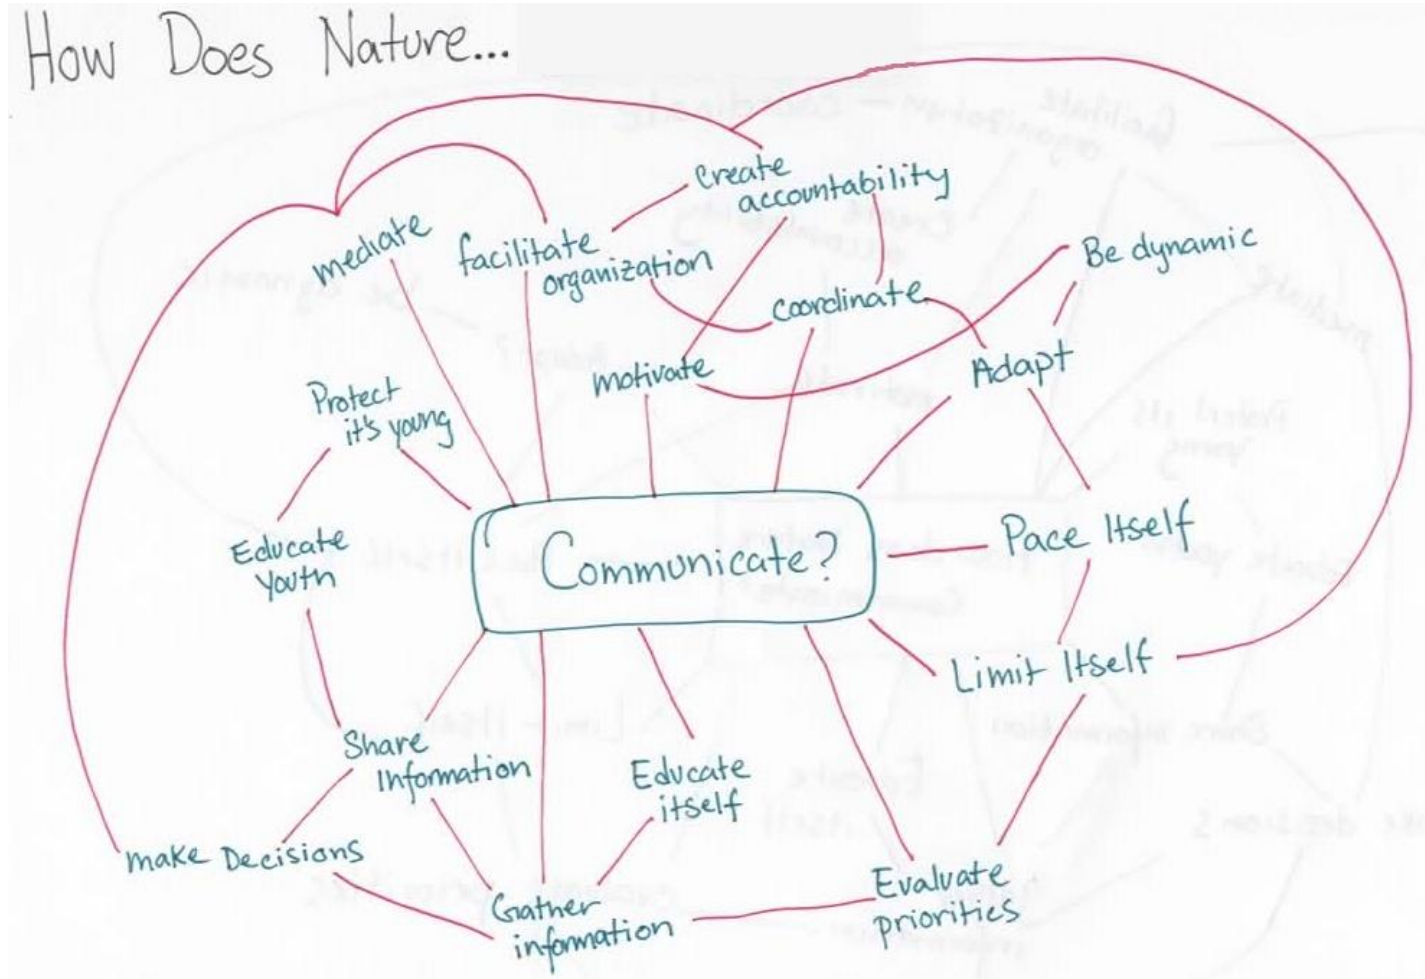 How Does Nature...
Create
accountability
mediate
facilitate
organization
Be dynamic
Coordinate
Adapt
motivate
Protect
it's young
Educate
Youth
Communicate?
Pace Itself
Limit Itself
Share
Information
Educate
itself
make Decisions
Gather
information
Evaluate
priorities